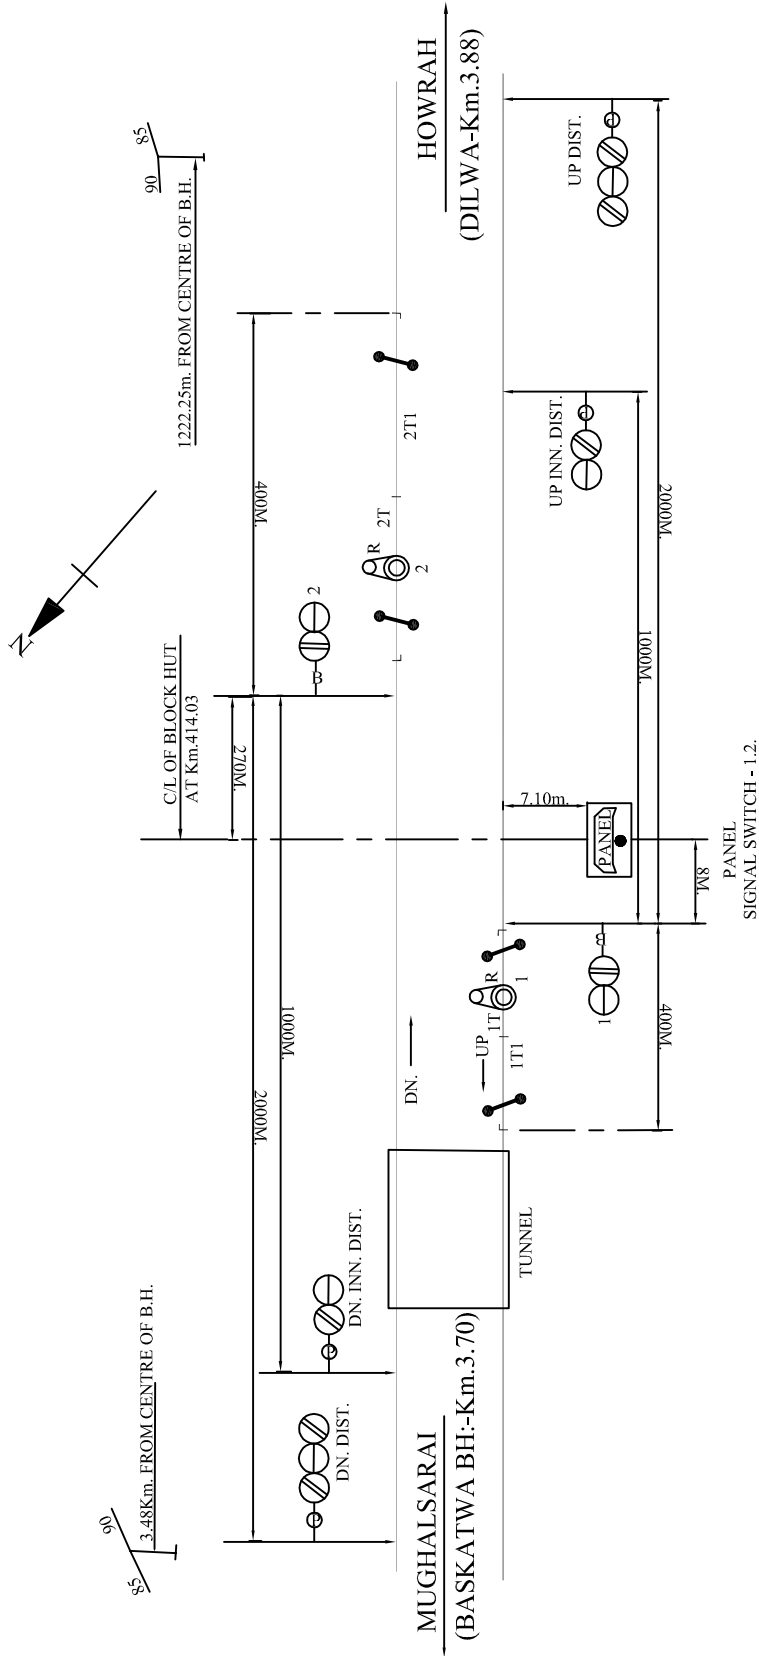 HOWRAH
(DILWA-Km.3.88)
85
90
1222.25m. FROM CENTRE OF B.H.
UP DIST.
C
UP INN. DIST.
C
2000M.
1000M.
400M.
2T1
2T
R
2
2
B
N
C/L OF BLOCK HUT
AT Km.414.03
270M.
7.10m.
PANEL
8M.
PANEL
SIGNAL SWITCH - 1.2.
B
1
R
1
1T
1T1
400M.
UP
DN.
1000M.
2000M.
TUNNEL
DN. INN. DIST.
C
DN. DIST.
C
MUGHALSARAI
(BASKATWA BH:-Km.3.70)
3.48Km. FROM CENTRE OF B.H.
90
85